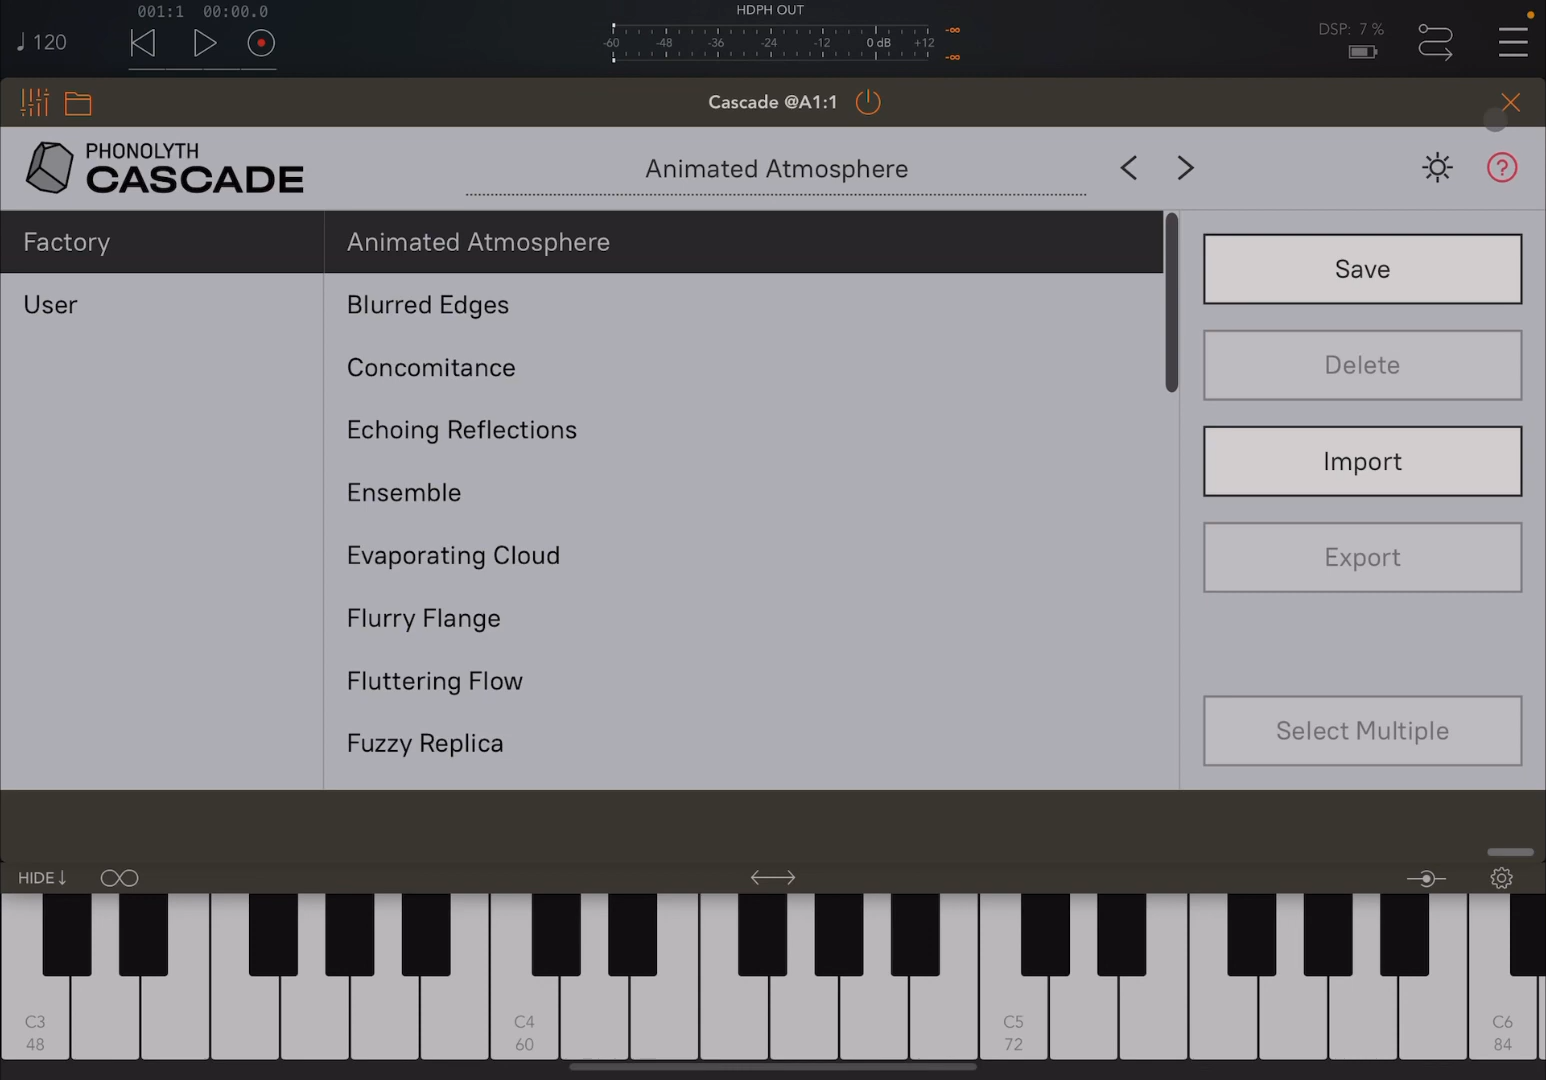 001:1 00:00.0
HDPH OUT
120
-60 -48 -36 -24 -12 0 dB +12
-∞
-∞
DSP: 7 %
Cascade @A1:1
PHONOLYTH
CASCADE
Animated Atmosphere
?
Factory
User
Animated Atmosphere
Blurred Edges
Concomitance
Echoing Reflections
Ensemble
Evaporating Cloud
Flurry Flange
Fluttering Flow
Fuzzy Replica
Save
Delete
Import
Export
Select Multiple
HIDE↓
C3 C4 C5 C6
48 60 72 84